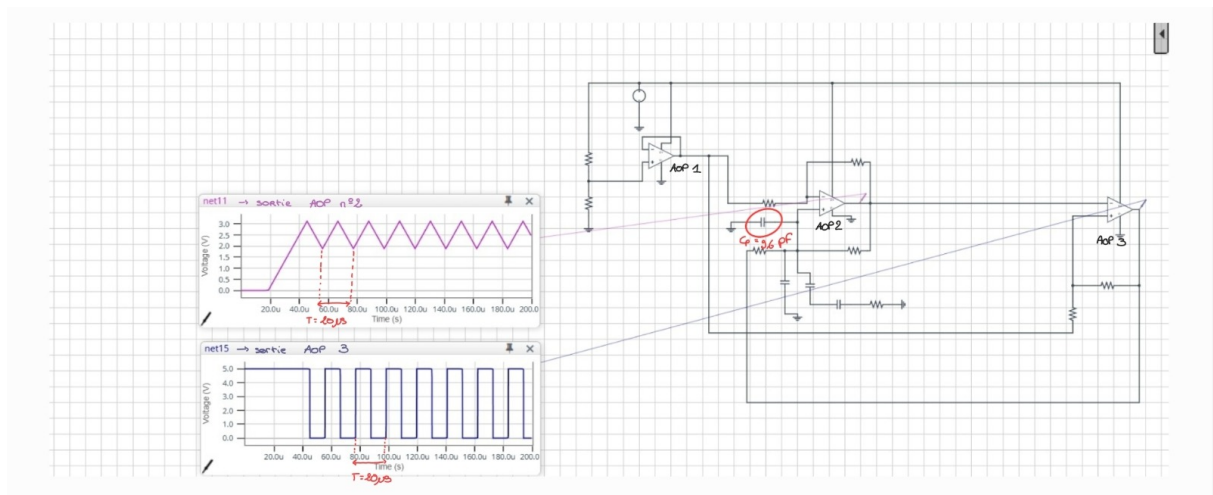 net11 → sortie AOP n°2
Voltage (V)
3.0
2.5
2.0
1.5
1.0
0.5
0.0
20.0u 40.0u 60.0u 80.0u 100.0u 120.0u 140.0u 160.0u 180.0u 200.0
Time (s)
T=20µs
net15 → sortie AOP 3
Voltage (V)
5.0
4.0
3.0
2.0
1.0
0.0
20.0u 40.0u 60.0u 80.0u 100.0u 120.0u 140.0u 160.0u 180.0u 200.0
Time (s)
T=20µs
AOP 1
Cp = 96 pf
AOP2
AOP 3